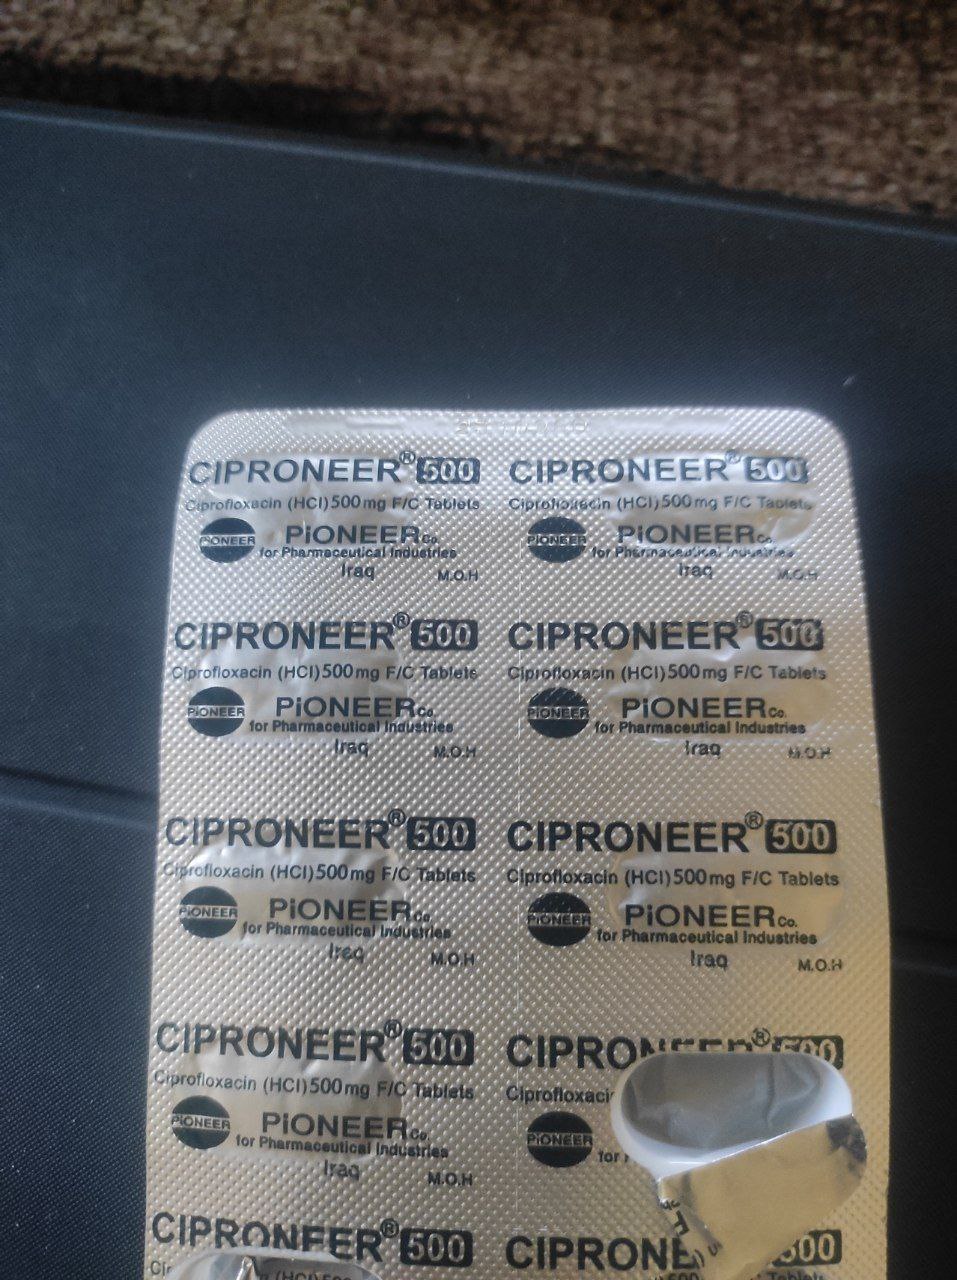 CIPRONEER® 500
Ciprofloxacin (HCl) 500 mg F/C Tablets
PiONEER
PiONEER Co.
for Pharmaceutical Industries
Iraq
M.O.H
CIPRONEER® 500
Ciprofloxacin (HCl) 500 mg F/C Tablets
PiONEER
PiONEER Co.
for Pharmaceutical Industries
Iraq
M.O.H
CIPRONEER® 500
Ciprofloxacin (HCl) 500 mg F/C Tablets
PiONEER
PiONEER Co.
for Pharmaceutical Industries
Iraq
M.O.H
CIPRONEER® 500
Ciprofloxacin (HCl) 500 mg F/C Tablets
PiONEER
PiONEER Co.
for Pharmaceutical Industries
Iraq
M.O.H
CIPRONEER® 500
Ciprofloxacin (HCl) 500 mg F/C Tablets
PiONEER
PiONEER Co.
for Pharmaceutical Industries
Iraq
M.O.H
CIPRONEER® 500
Ciprofloxacin (HCl) 500 mg F/C Tablets
PiONEER
PiONEER Co.
for Pharmaceutical Industries
Iraq
M.O.H
CIPRONEER® 500
Ciprofloxacin (HCl) 500 mg F/C Tablets
PiONEER
PiONEER Co.
for Pharmaceutical Industries
Iraq
M.O.H
CIPRONEER® 500
PiONEER
for
CIPRONEER® 500
500